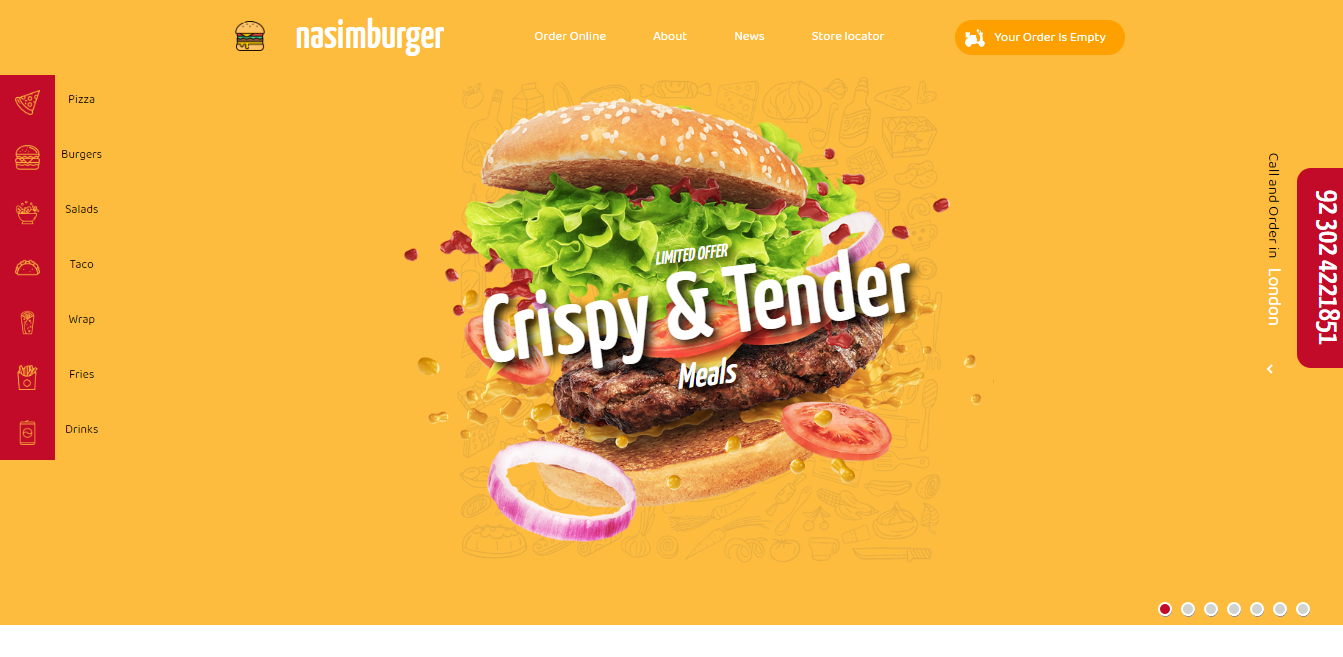 nasimburger
Order Online
About
News
Store locator
Your Order Is Empty
Pizza
Burgers
Salads
Taco
Wrap
Fries
Drinks
LIMITED OFFER
Crispy & Tender
Meals
Call and Order in London
92 302 4221851